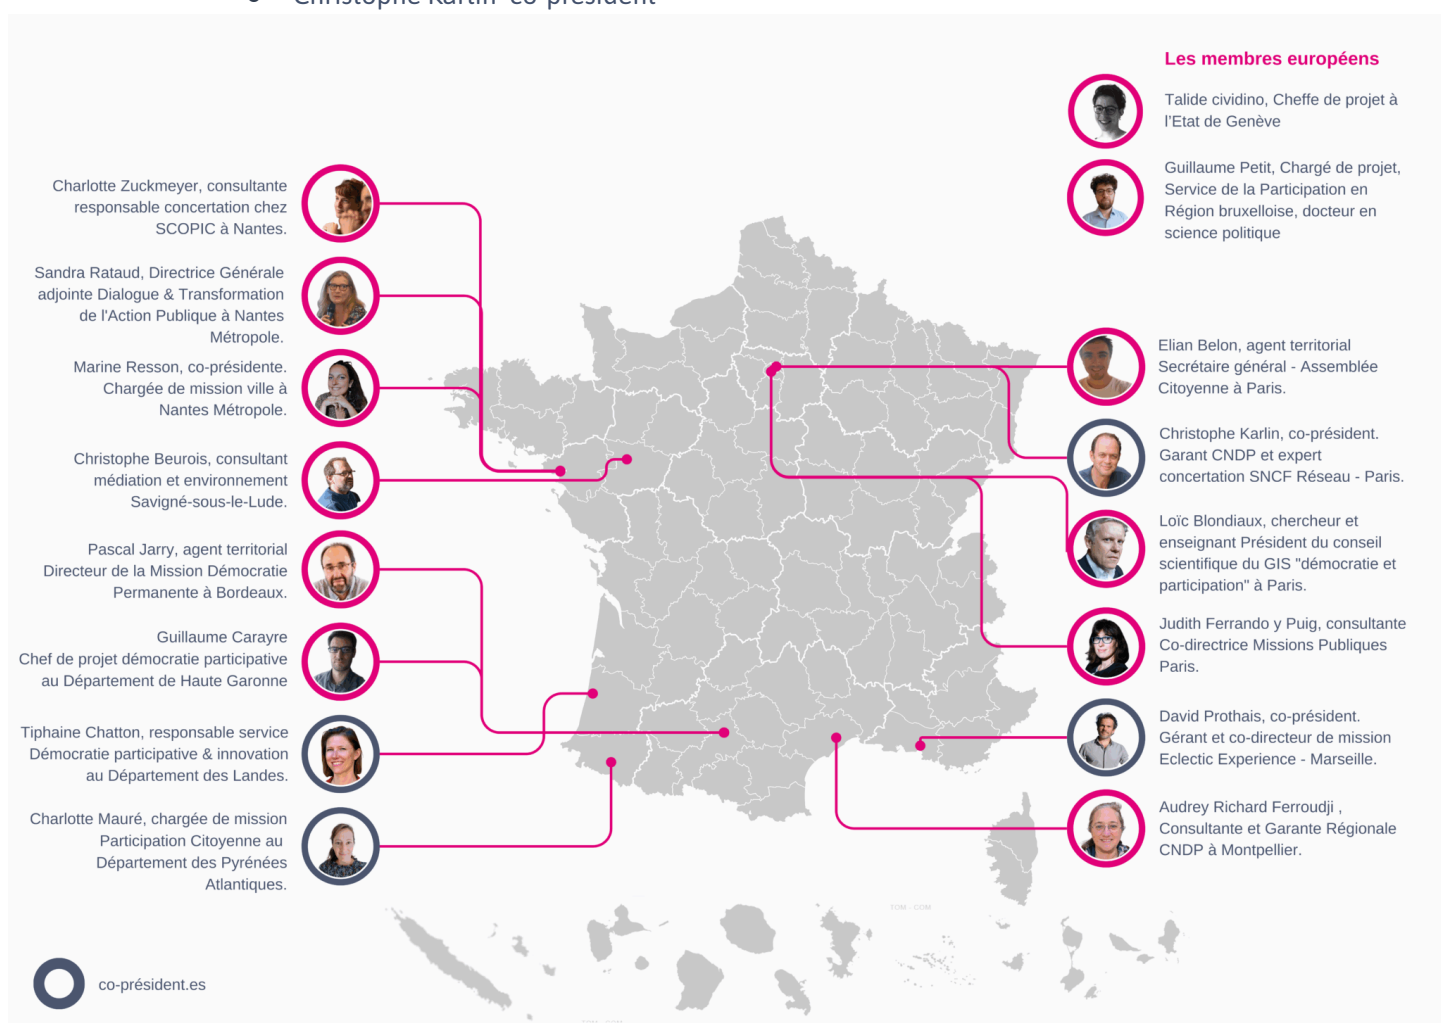 Christophe Karlin co-président
Les membres européens
Talide cividino, Cheffe de projet à
l'Etat de Genève
Guillaume Petit, Chargé de projet,
Service de la Participation en
Région bruxelloise, docteur en
science politique
Charlotte Zuckmeyer, consultante
responsable concertation chez
SCOPIC à Nantes.
Sandra Rataud, Directrice Générale
adjointe Dialogue & Transformation
de l'Action Publique à Nantes
Métropole.
Marine Resson, co-présidente.
Chargée de mission ville à
Nantes Métropole.
Christophe Beurois, consultant
médiation et environnement
Savigné-sous-le-Lude.
Pascal Jarry, agent territorial
Directeur de la Mission Démocratie
Permanente à Bordeaux.
Guillaume Carayre
Chef de projet démocratie participative
au Département de Haute Garonne
Tiphaine Chatton, responsable service
Démocratie participative & innovation
au Département des Landes.
Charlotte Mauré, chargée de mission
Participation Citoyenne au
Département des Pyrénées
Atlantiques.
Elian Belon, agent territorial
Secrétaire général - Assemblée
Citoyenne à Paris.
Christophe Karlin, co-président.
Garant CNDP et expert
concertation SNCF Réseau - Paris.
Loïc Blondiaux, chercheur et
enseignant Président du conseil
scientifique du GIS "démocratie et
participation" à Paris.
Judith Ferrando y Puig, consultante
Co-directrice Missions Publiques
Paris.
David Prothais, co-président.
Gérant et co-directeur de mission
Eclectic Experience - Marseille.
Audrey Richard Ferroudji ,
Consultante et Garante Régionale
CNDP à Montpellier.
TOM - COM
co-président.es
TOM - COM